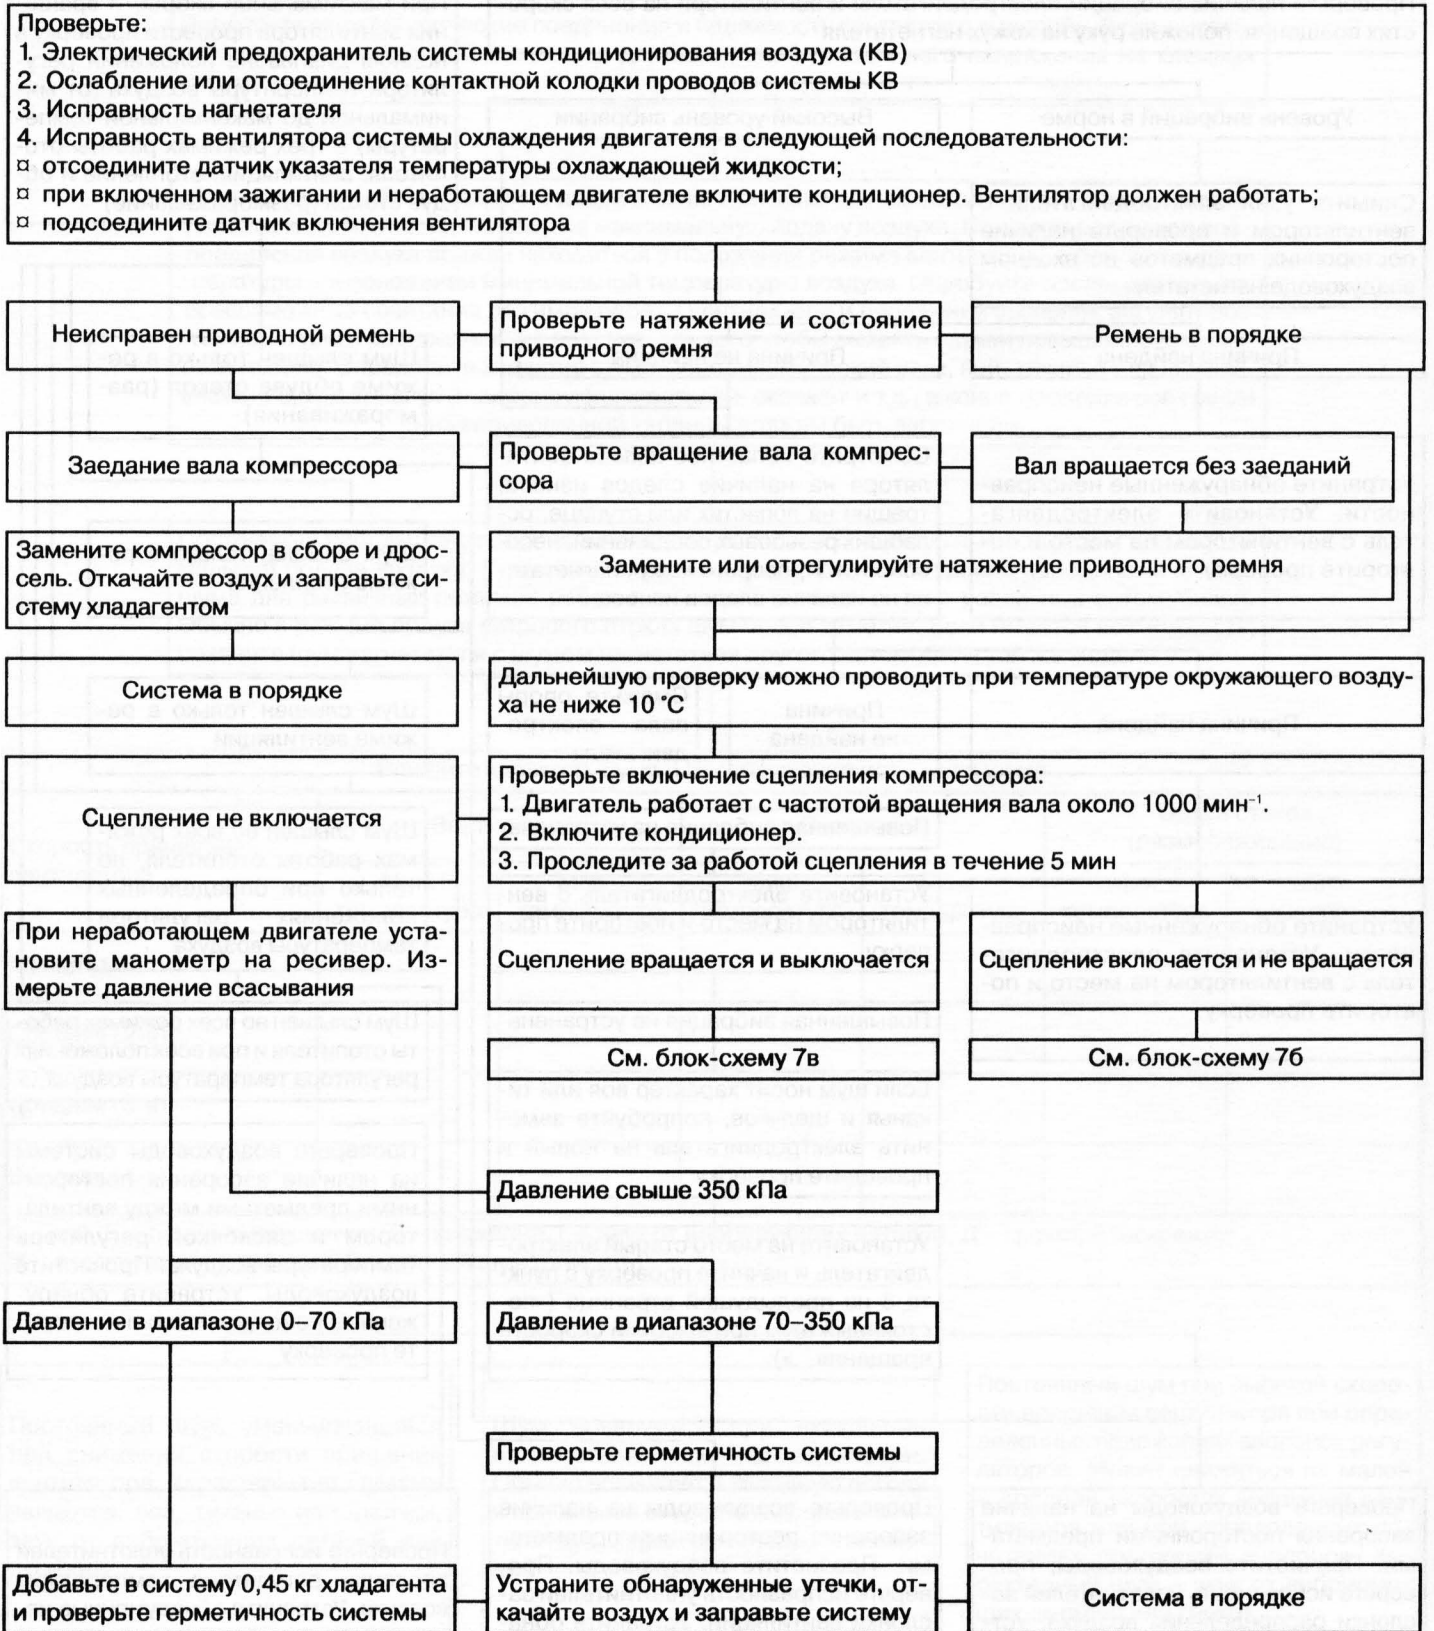 Проверьте:
1. Электрический предохранитель системы кондиционирования воздуха (КВ)
2. Ослабление или отсоединение контактной колодки проводов системы КВ
3. Исправность нагнетателя
4. Исправность вентилятора системы охлаждения двигателя в следующей последовательности:
¤ отсоедините датчик указателя температуры охлаждающей жидкости;
¤ при включенном зажигании и неработающем двигателе включите кондиционер. Вентилятор должен работать;
¤ подсоедините датчик включения вентилятора
Неисправен приводной ремень
Проверьте натяжение и состояние
приводного ремня
Ремень в порядке
Заедание вала компрессора
Проверьте вращение вала компрес-
сора
Вал вращается без заеданий
Замените компрессор в сборе и дрос-
сель. Откачайте воздух и заправьте си-
стему хладагентом
Замените или отрегулируйте натяжение приводного ремня
Система в порядке
Дальнейшую проверку можно проводить при температуре окружающего возду-
ха не ниже 10 °С
Сцепление не включается
Проверьте включение сцепления компрессора:
1. Двигатель работает с частотой вращения вала около 1000 мин⁻¹.
2. Включите кондиционер.
3. Проследите за работой сцепления в течение 5 мин
При неработающем двигателе уста-
новите манометр на ресивер. Из-
мерьте давление всасывания
Сцепление вращается и выключается
Сцепление включается и не вращается
См. блок-схему 7в
См. блок-схему 7б
Давление свыше 350 кПа
Давление в диапазоне 0–70 кПа
Давление в диапазоне 70–350 кПа
Проверьте герметичность системы
Добавьте в систему 0,45 кг хладагента
и проверьте герметичность системы
Устраните обнаруженные утечки, от-
качайте воздух и заправьте систему
Система в порядке